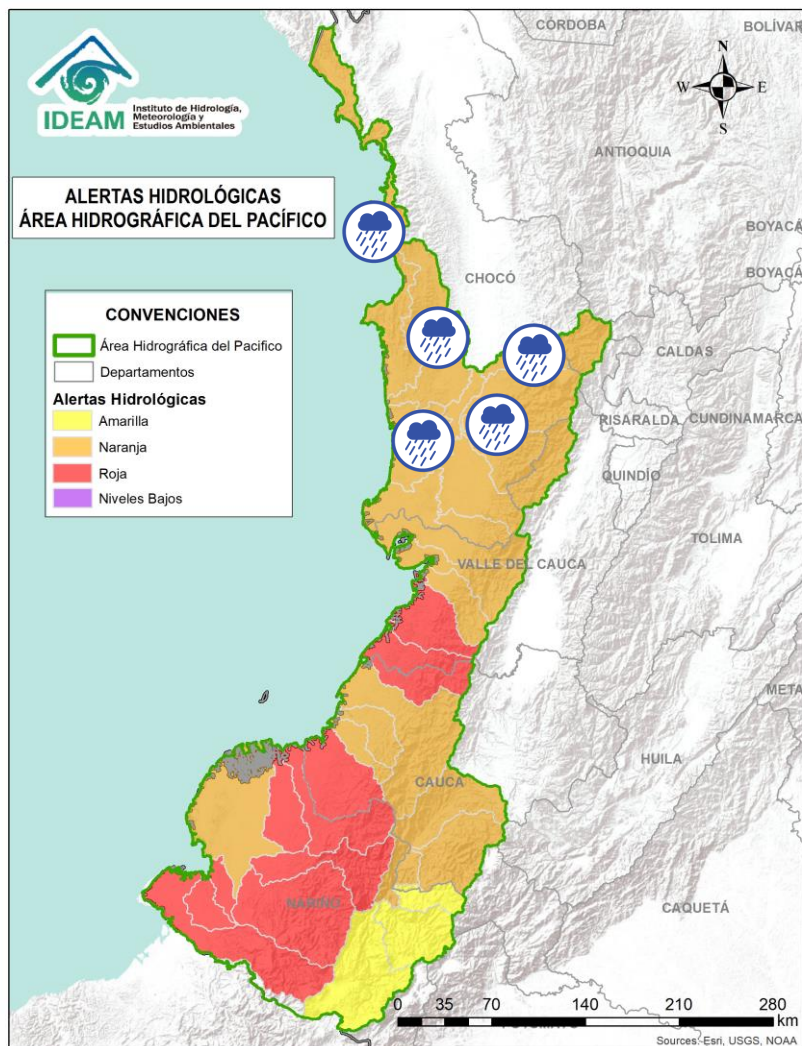 CÓRDOBA
BOLÍVAR
IDEAM
Instituto de Hidrología,
Meteorología y
Estudios Ambientales
N
W E
S
ANTIOQUIA
ALERTAS HIDROLÓGICAS
ÁREA HIDROGRÁFICA DEL PACÍFICO
BOYACÁ
BOYACÁ
CHOCÓ
CONVENCIONES
Área Hidrográfica del Pacifico
Departamentos
Alertas Hidrológicas
Amarilla
Naranja
Roja
Niveles Bajos
CALDAS
RISARALDA
CUNDINAMARCA
QUINDÍO
TOLIMA
VALLE DEL CAUCA
META
HUILA
CAUCA
NARIÑO
CAQUETÁ
0 35 70 140 210 280
km
Sources: Esri, USGS, NOAA